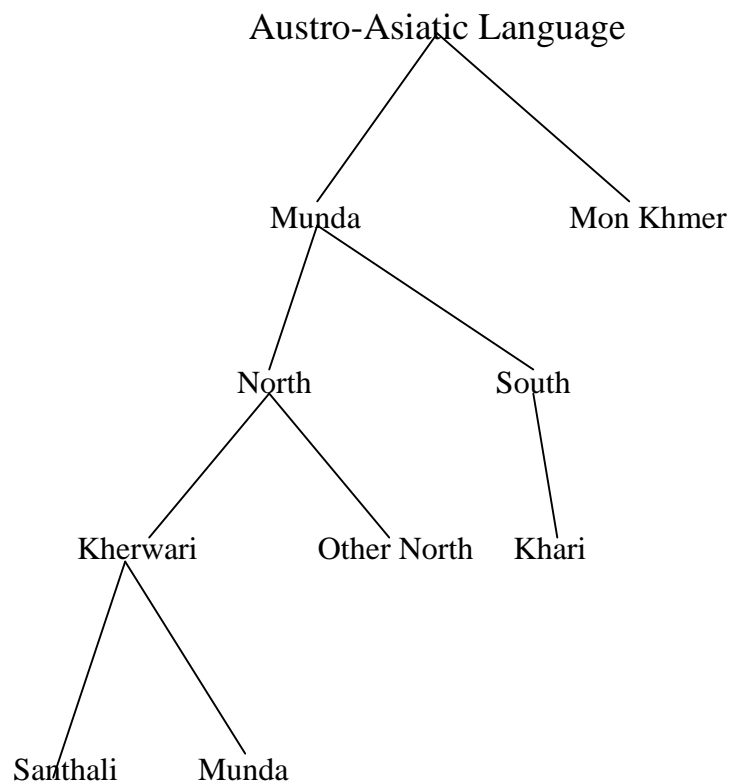 Austro-Asiatic Language
Munda Mon Khmer
North South
Kherwari Other North Khari
Santhali Munda